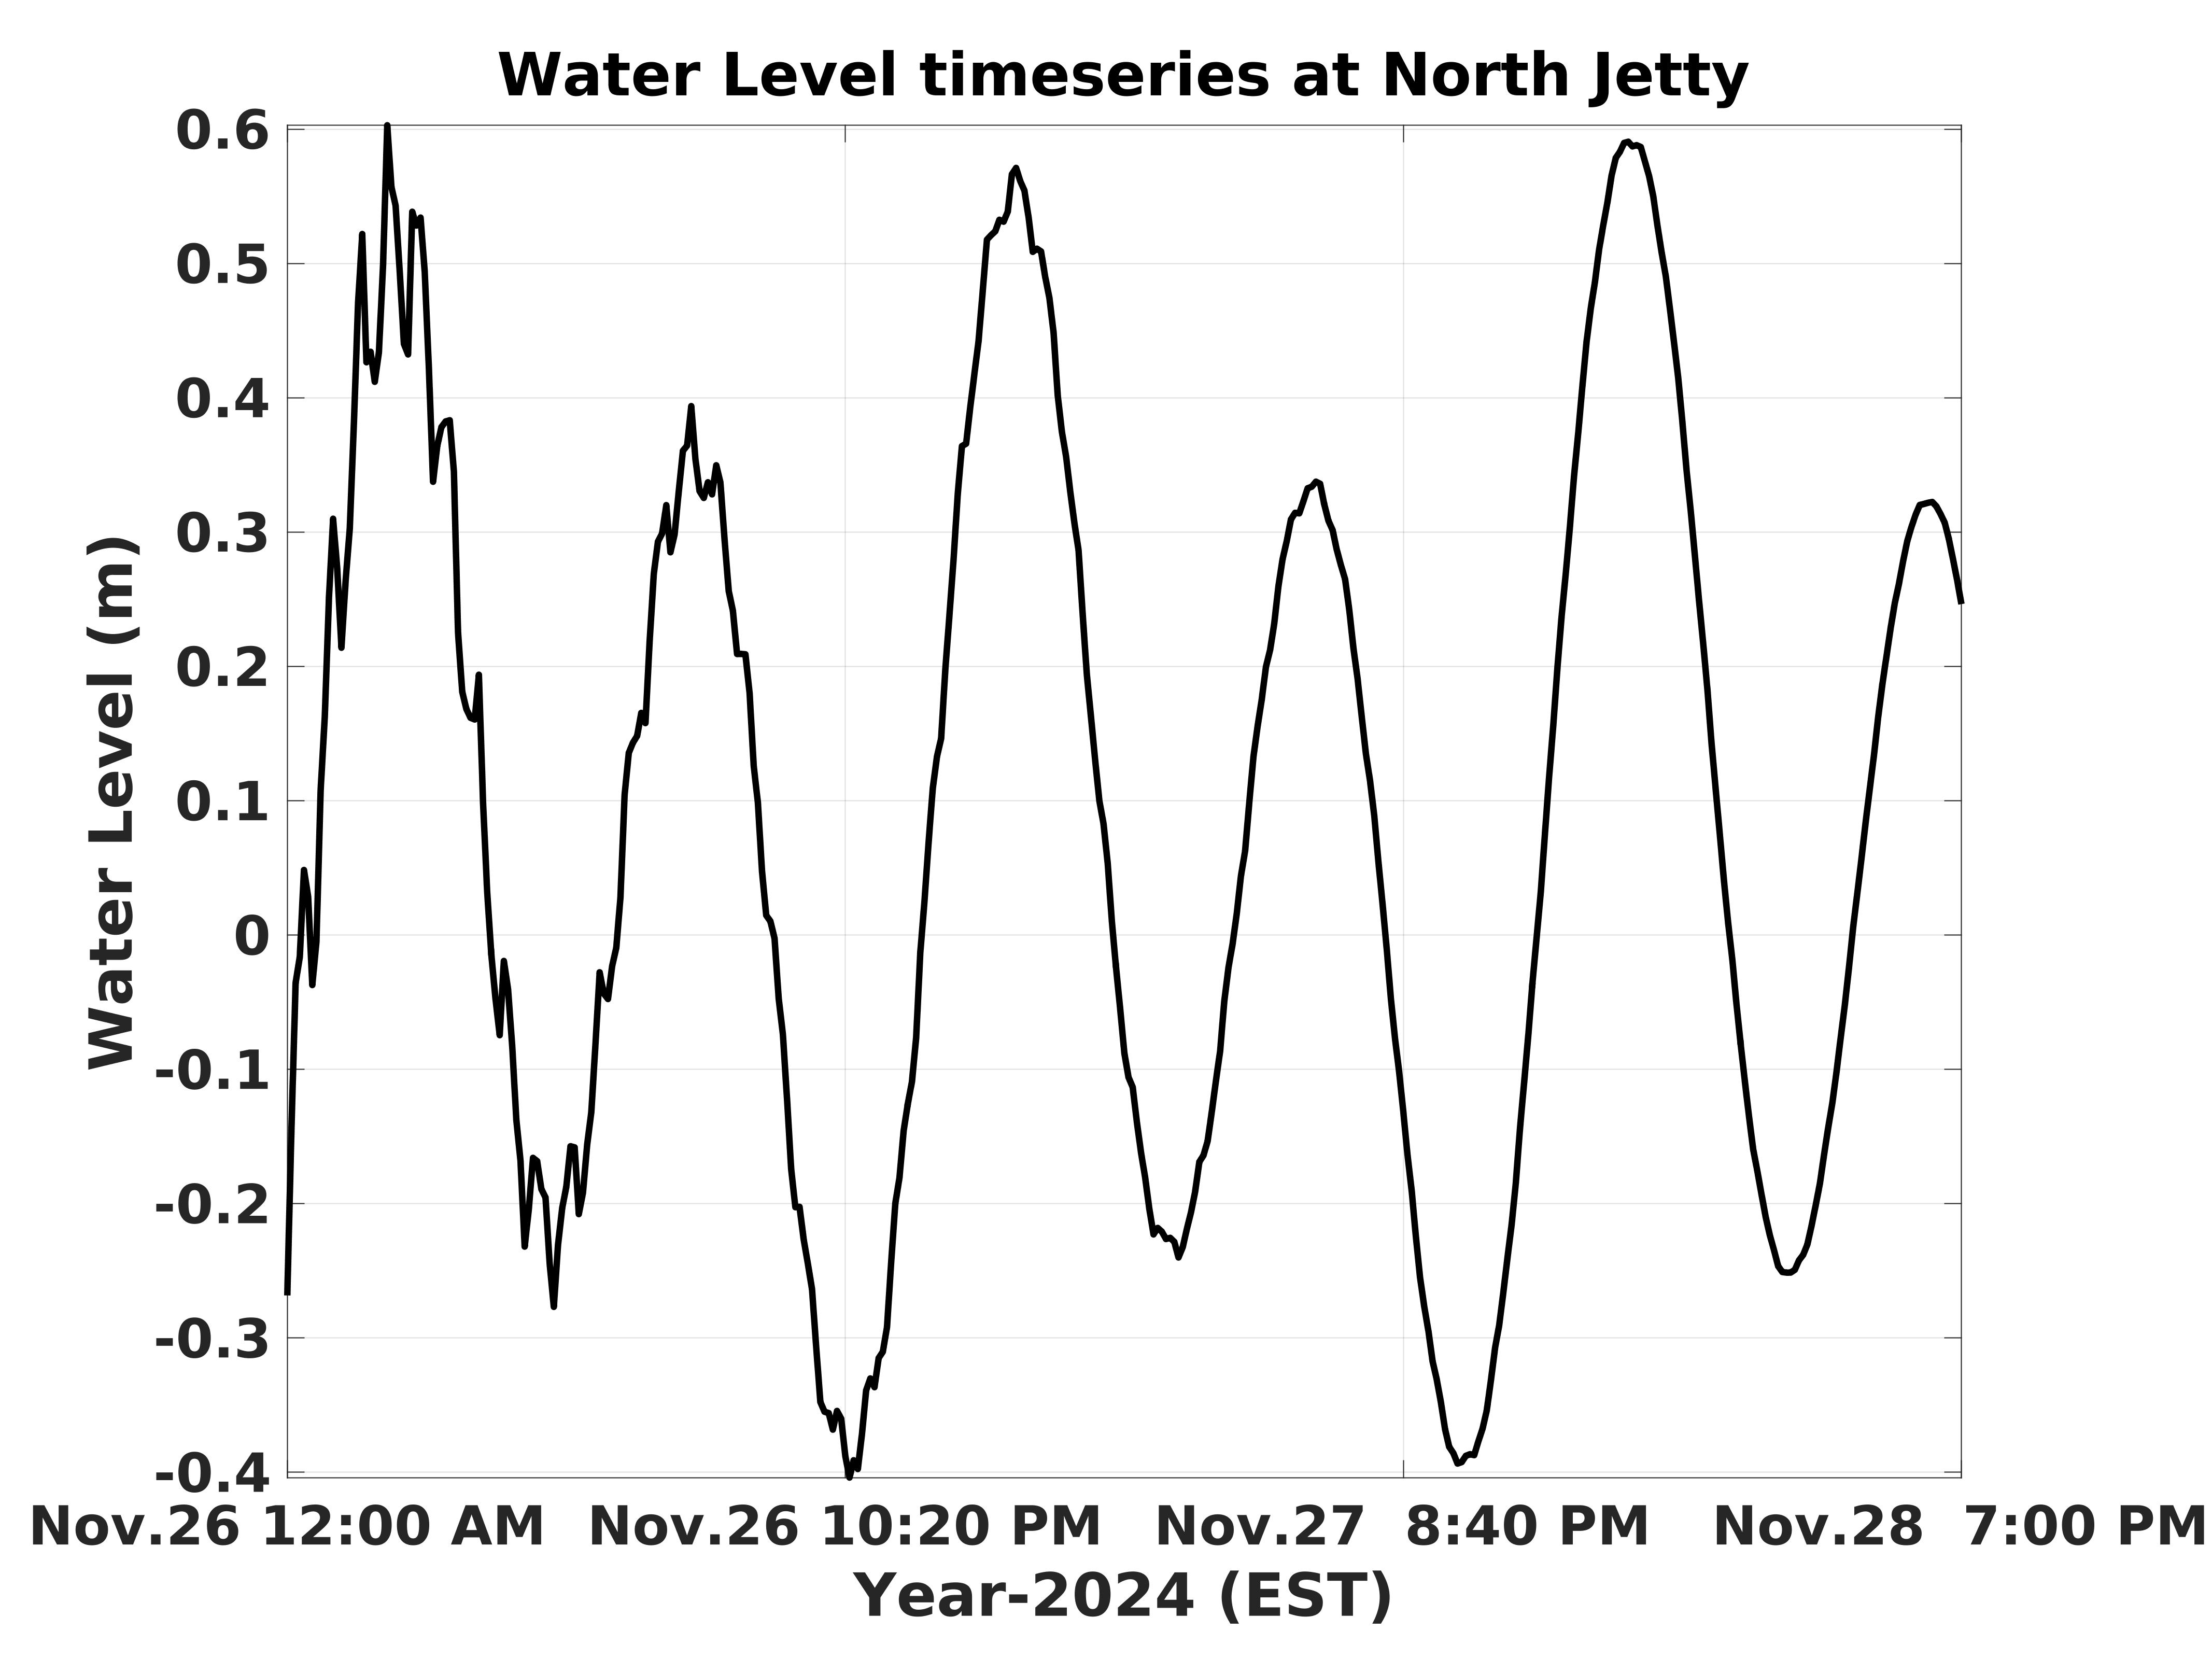 Water Level timeseries at North Jetty
0.6
0.5
0.4
0.3
0.2
0.1
0
-0.1
-0.2
-0.3
-0.4
Water Level (m)
Nov.26 12:00 AM Nov.26 10:20 PM Nov.27 8:40 PM Nov.28 7:00 PM
Year-2024 (EST)